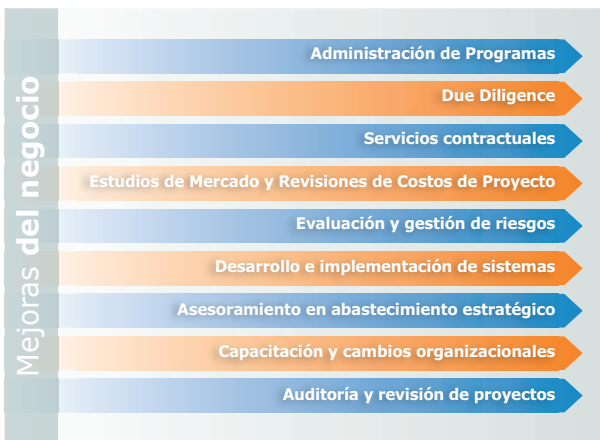 Mejoras del negocio
Administración de Programas
Due Diligence
Servicios contractuales
Estudios de Mercado y Revisiones de Costos de Proyecto
Evaluación y gestión de riesgos
Desarrollo e implementación de sistemas
Asesoramiento en abastecimiento estratégico
Capacitación y cambios organizacionales
Auditoría y revisión de proyectos